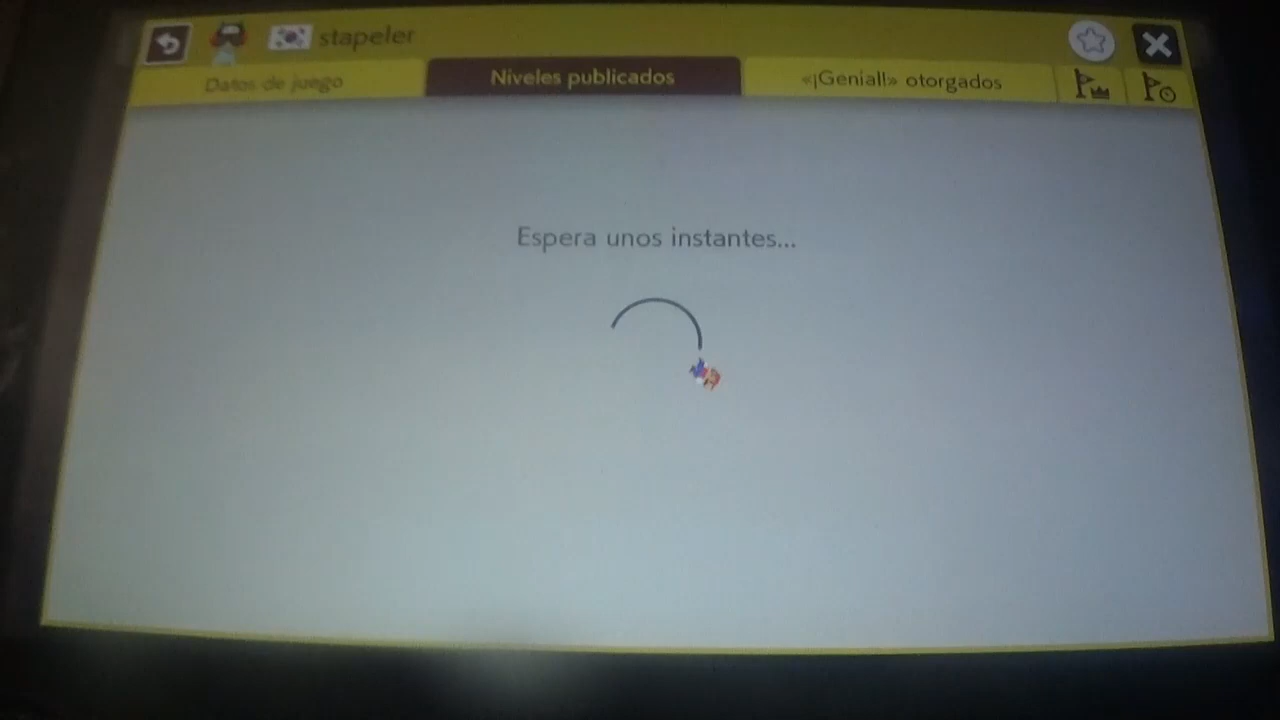 stapeler
Datos de juego
Niveles publicados
«¡Genial!» otorgados
Espera unos instantes...